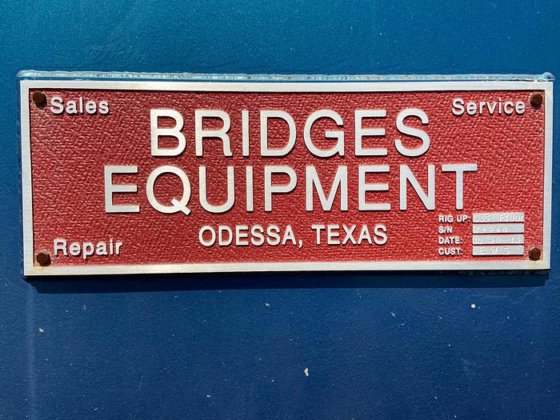 Sales Service
BRIDGES
EQUIPMENT
ODESSA, TEXAS
Repair
RIG UP:
S/N
DATE:
CUST: